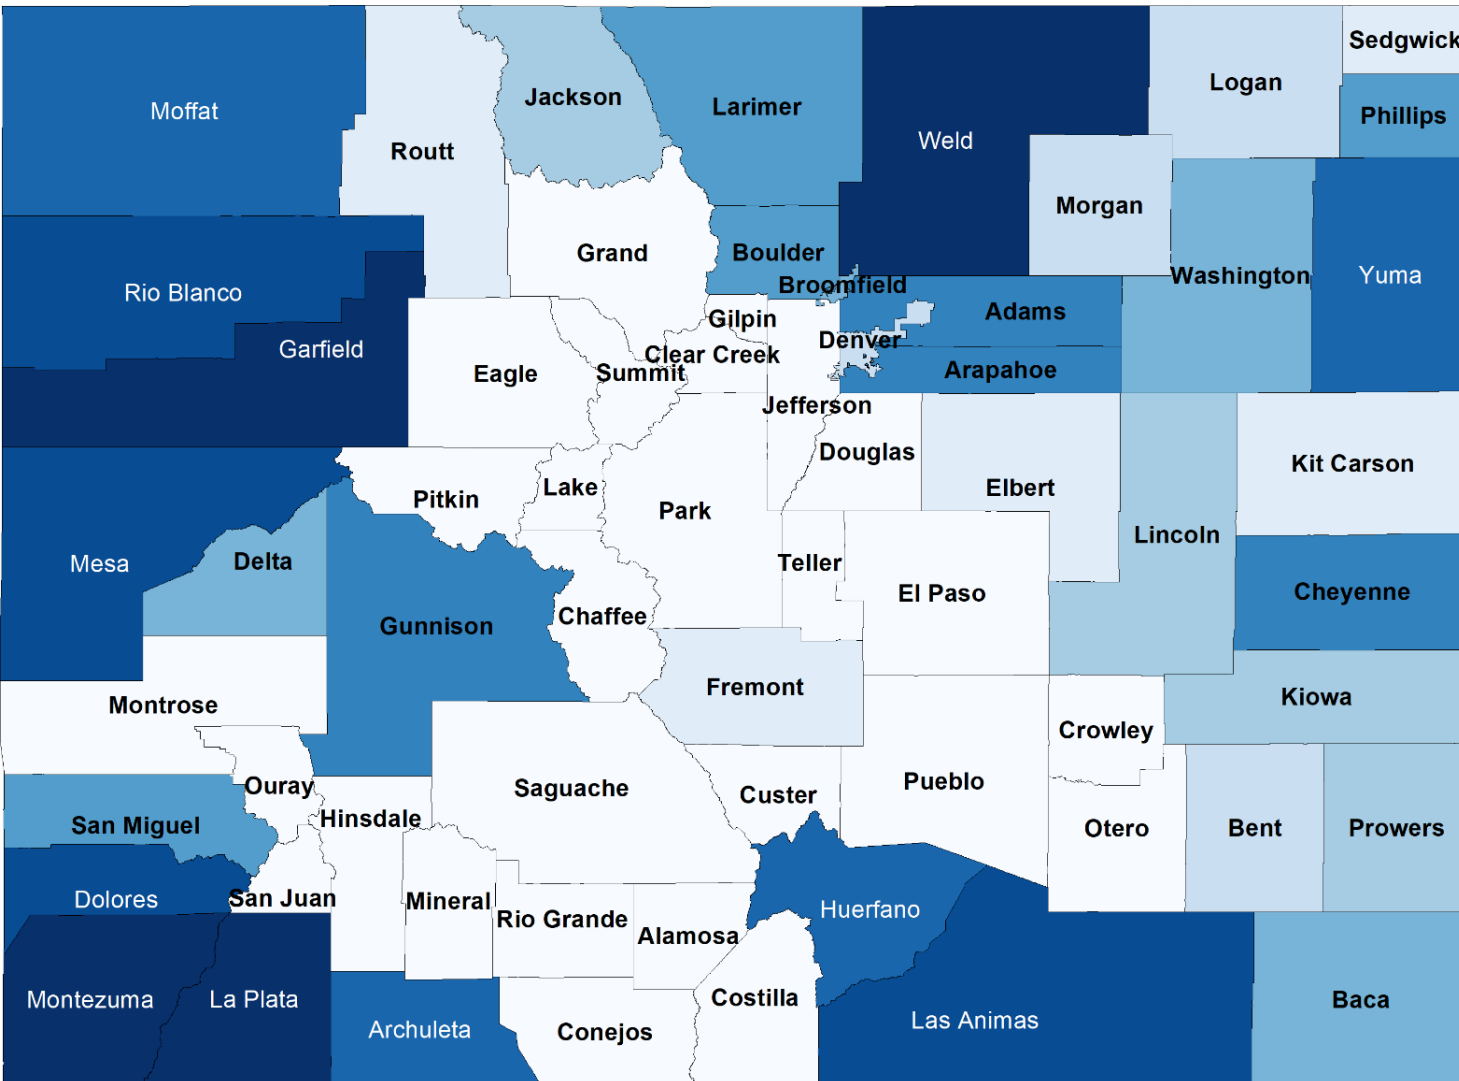 Sedgwick
Logan
Jackson
Larimer
Moffat
Phillips
Weld
Routt
Morgan
Grand
Boulder
Washington
Yuma
Broomfield
Rio Blanco
Adams
Gilpin
Denver
Garfield
Clear Creek
Eagle
Summit
Arapahoe
Jefferson
Douglas
Kit Carson
Elbert
Lake
Pitkin
Park
Lincoln
Mesa
Delta
Teller
El Paso
Cheyenne
Chaffee
Gunnison
Fremont
Kiowa
Montrose
Crowley
Pueblo
Ouray
Saguache
Custer
Hinsdale
San Miguel
Otero
Bent
Prowers
Dolores
San Juan
Mineral
Huerfano
Rio Grande
Alamosa
Montezuma
La Plata
Costilla
Baca
Las Animas
Archuleta
Conejos